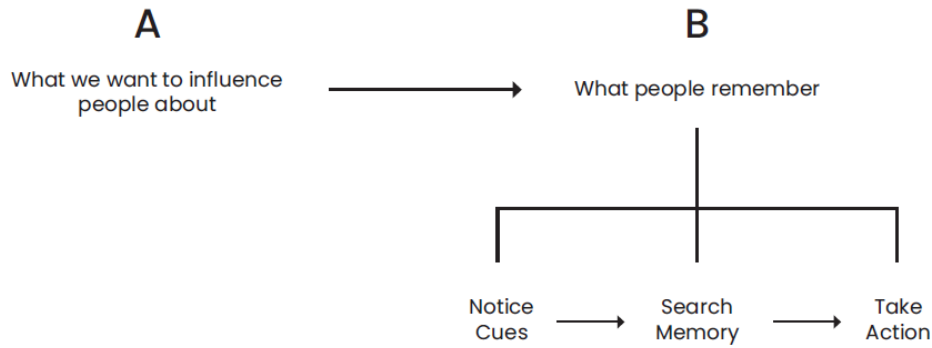 A
B
What we want to influence
people about
What people remember
Notice
Cues
Search
Memory
Take
Action